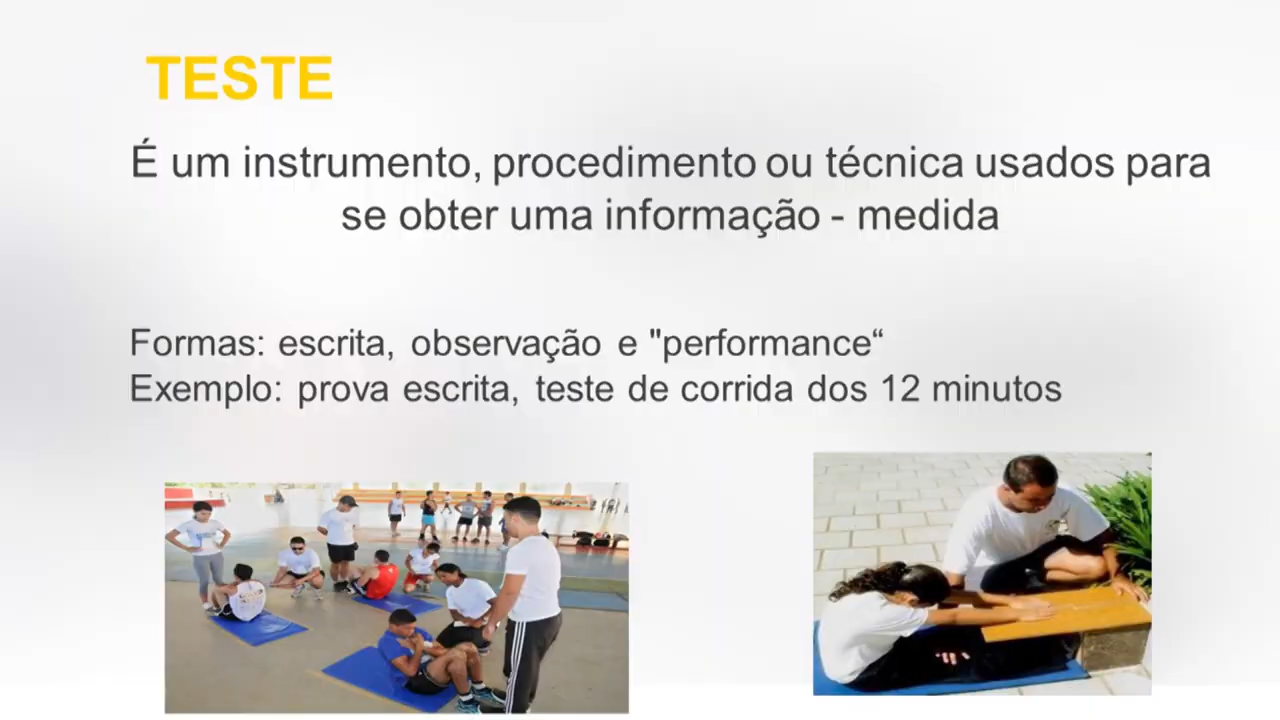 TESTE
É um instrumento, procedimento ou técnica usados para
se obter uma informação - medida
Formas: escrita, observação e "performance“
Exemplo: prova escrita, teste de corrida dos 12 minutos